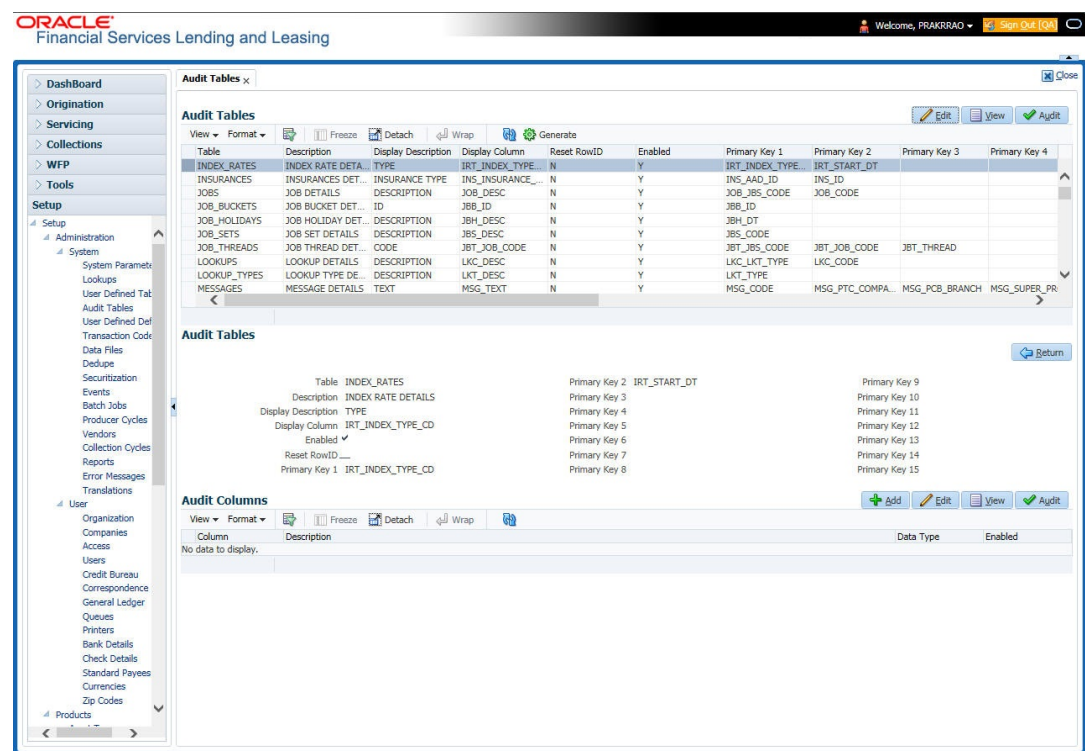 ORACLE
Financial Services Lending and Leasing
Welcome, PRAKRRAO
Sign Out [QA]
DashBoard
Origination
Servicing
Collections
WFP
Tools
Setup
Setup
Administration
System
System Paramete
Lookups
User Defined Tab
Audit Tables
User Defined Def
Transaction Code
Data Files
Dedupe
Securitization
Events
Batch Jobs
Producer Cycles
Vendors
Collection Cycles
Reports
Error Messages
Translations
User
Organization
Companies
Access
Users
Credit Bureau
Correspondence
General Ledger
Queues
Printers
Bank Details
Check Details
Standard Payees
Currencies
Zip Codes
Products
Audit Tables
Close
Audit Tables
Edit View Audit
View Format Freeze Detach Wrap Generate
Table Description Display Description Display Column Reset RowID Enabled Primary Key 1 Primary Key 2 Primary Key 3 Primary Key 4
INDEX_RATES INDEX RATE DETA... TYPE IRT_INDEX_TYPE... N Y IRT_INDEX_TYPE... IRT_START_DT
INSURANCES INSURANCES DET... INSURANCE TYPE INS_INSURANCE_... N Y INS_AAD_ID INS_ID
JOBS JOB DETAILS DESCRIPTION JOB_DESC N Y JOB_JBS_CODE JOB_CODE
JOB_BUCKETS JOB BUCKET DET... ID JBB_ID N Y JBB_ID
JOB_HOLIDAYS JOB HOLIDAY DET... DESCRIPTION JBH_DESC N Y JBH_DT
JOB_SETS JOB SET DETAILS DESCRIPTION JBS_DESC N Y JBS_CODE
JOB_THREADS JOB THREAD DET... CODE JBT_JOB_CODE N Y JBT_JBS_CODE JBT_JOB_CODE JBT_THREAD
LOOKUPS LOOKUP DETAILS DESCRIPTION LKC_DESC N Y LKC_LKT_TYPE LKC_CODE
LOOKUP_TYPES LOOKUP TYPE DE... DESCRIPTION LKT_DESC N Y LKT_TYPE
MESSAGES MESSAGE DETAILS TEXT MSG_TEXT N Y MSG_CODE MSG_PTC_COMPA... MSG_PCB_BRANCH MSG_SUPER_PR
Audit Tables
Return
Table INDEX_RATES Primary Key 2 IRT_START_DT Primary Key 9
Description INDEX RATE DETAILS Primary Key 3 Primary Key 10
Display Description TYPE Primary Key 4 Primary Key 11
Display Column IRT_INDEX_TYPE_CD Primary Key 5 Primary Key 12
Enabled Primary Key 6 Primary Key 13
Reset RowID Primary Key 7 Primary Key 14
Primary Key 1 IRT_INDEX_TYPE_CD Primary Key 8 Primary Key 15
Audit Columns
Add Edit View Audit
View Format Freeze Detach Wrap
Column Description Data Type Enabled
No data to display.